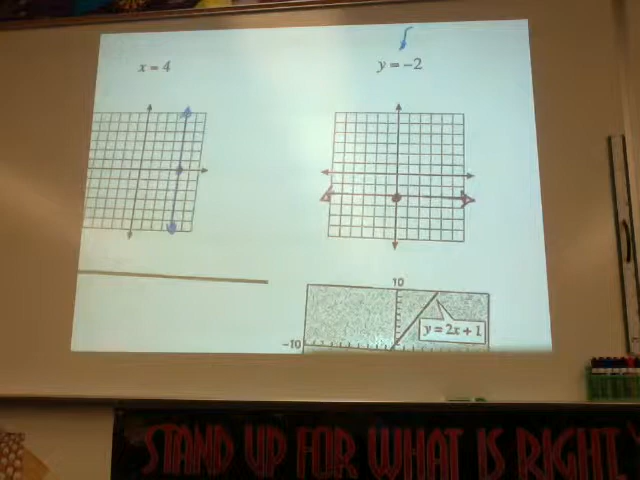 x = 4
y = -2
10
y = 2x + 1
-10
STAND UP FOR WHAT IS RIGHT